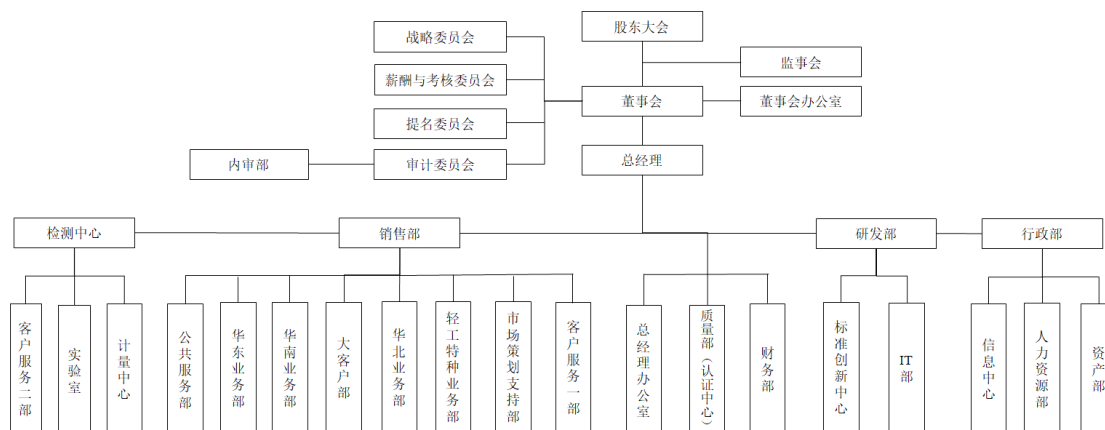 股东大会
战略委员会
监事会
薪酬与考核委员会
董事会
董事会办公室
提名委员会
内审部
审计委员会
总经理
检测中心
销售部
研发部
行政部
客户服务二部
实验室
计量中心
公共服务部
华东业务部
华南业务部
大客户部
华北业务部
轻工特种业务部
市场策划支持部
客户服务一部
总经理办公室
质量部（认证中心）
财务部
标准创新中心
IT部
信息中心
人力资源部
资产部